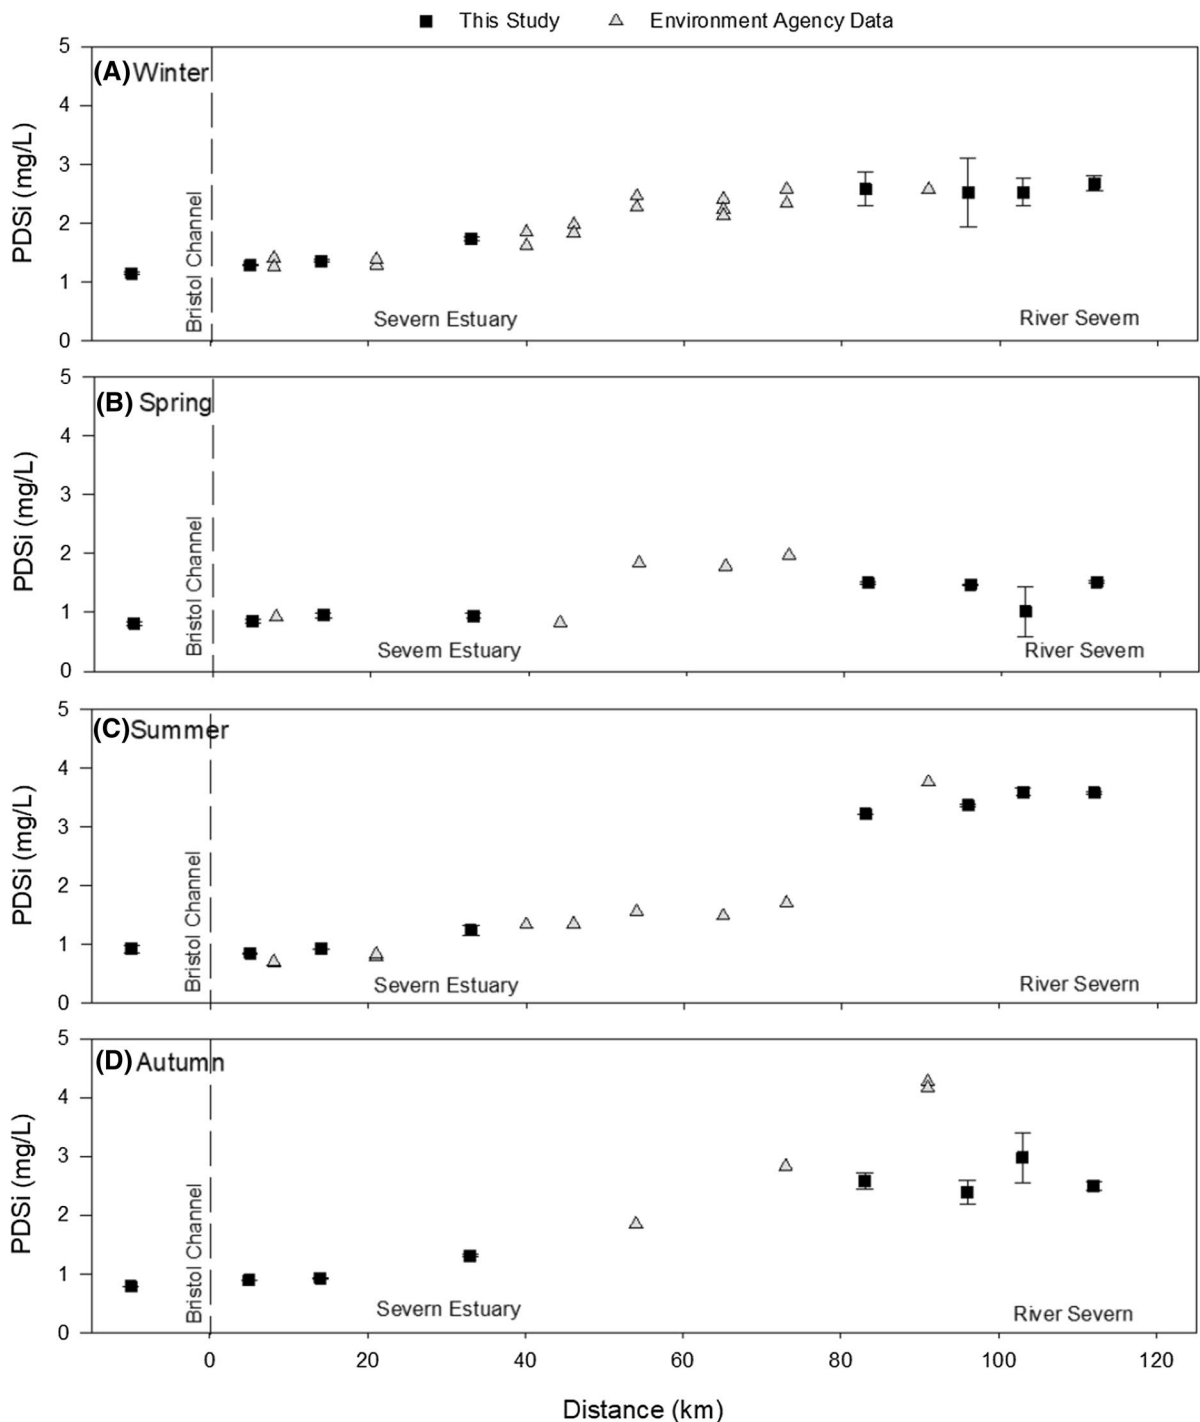 This Study Environment Agency Data
5
(A) Winter
4
3
2
1
0
PDSi (mg/L)
Bristol Channel
Severn Estuary
River Severn
5
(B) Spring
4
3
2
1
0
PDSi (mg/L)
Bristol Channel
Severn Estuary
River Severn
5
(C) Summer
4
3
2
1
0
PDSi (mg/L)
Bristol Channel
Severn Estuary
River Severn
5
(D) Autumn
4
3
2
1
0
PDSi (mg/L)
Bristol Channel
Severn Estuary
River Severn
0 20 40 60 80 100 120
Distance (km)